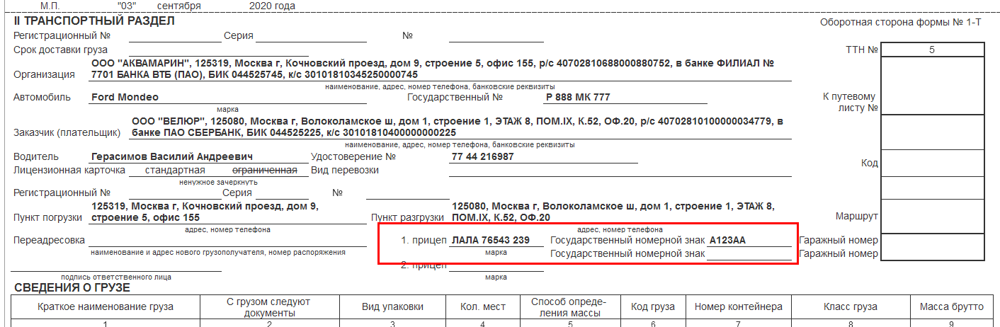 М.П. "03" сентября 2020 года
II ТРАНСПОРТНЫЙ РАЗДЕЛ
Оборотная сторона формы № 1-Т
Регистрационный № Серия №
Срок доставки груза ТТН № 5
ООО "АКВАМАРИН", 125319, Москва г, Кочновский проезд, дом 9, строение 5, офис 155, р/с 40702810688000880752, в банке ФИЛИАЛ №
Организация 7701 БАНКА ВТБ (ПАО), БИК 044525745, к/с 30101810345250000745
наименование, адрес, номер телефона, банковские реквизиты
Автомобиль Ford Mondeo Государственный № Р 888 МК 777 К путевому
листу №
марка
ООО "ВЕЛЮР", 125080, Москва г, Волоколамское ш, дом 1, строение 1, ЭТАЖ 8, ПОМ.IX, К.52, ОФ.20, р/с 40702810100000034779, в
Заказчик (плательщик) банке ПАО СБЕРБАНК, БИК 044525225, к/с 30101810400000000225
наименование, адрес, номер телефона, банковские реквизиты
Водитель Герасимов Василий Андреевич Удостоверение № 77 44 216987
Код
Лицензионная карточка стандартная ограниченная Вид перевозки
ненужное зачеркнуть
Регистрационный № Серия №
125319, Москва г, Кочновский проезд, дом 9, 125080, Москва г, Волоколамское ш, дом 1, строение 1, ЭТАЖ 8,
Пункт погрузки строение 5, офис 155 Пункт разгрузки ПОМ.IX, К.52, ОФ.20 Маршрут
адрес, номер телефона адрес, номер телефона
Переадресовка 1. прицеп ЛАЛА 76543 239 Государственный номерной знак А123АА Гаражный номер
наименование и адрес нового грузополучателя, номер распоряжения марка Государственный номерной знак Гаражный номер
2. прицеп
подпись ответственного лица марка
СВЕДЕНИЯ О ГРУЗЕ
Краткое наименование груза С грузом следуют документы Вид упаковки Кол. мест Способ опреде-ления массы Код груза Номер контейнера Класс груза Масса брутто
1 2 3 4 5 6 7 8 9